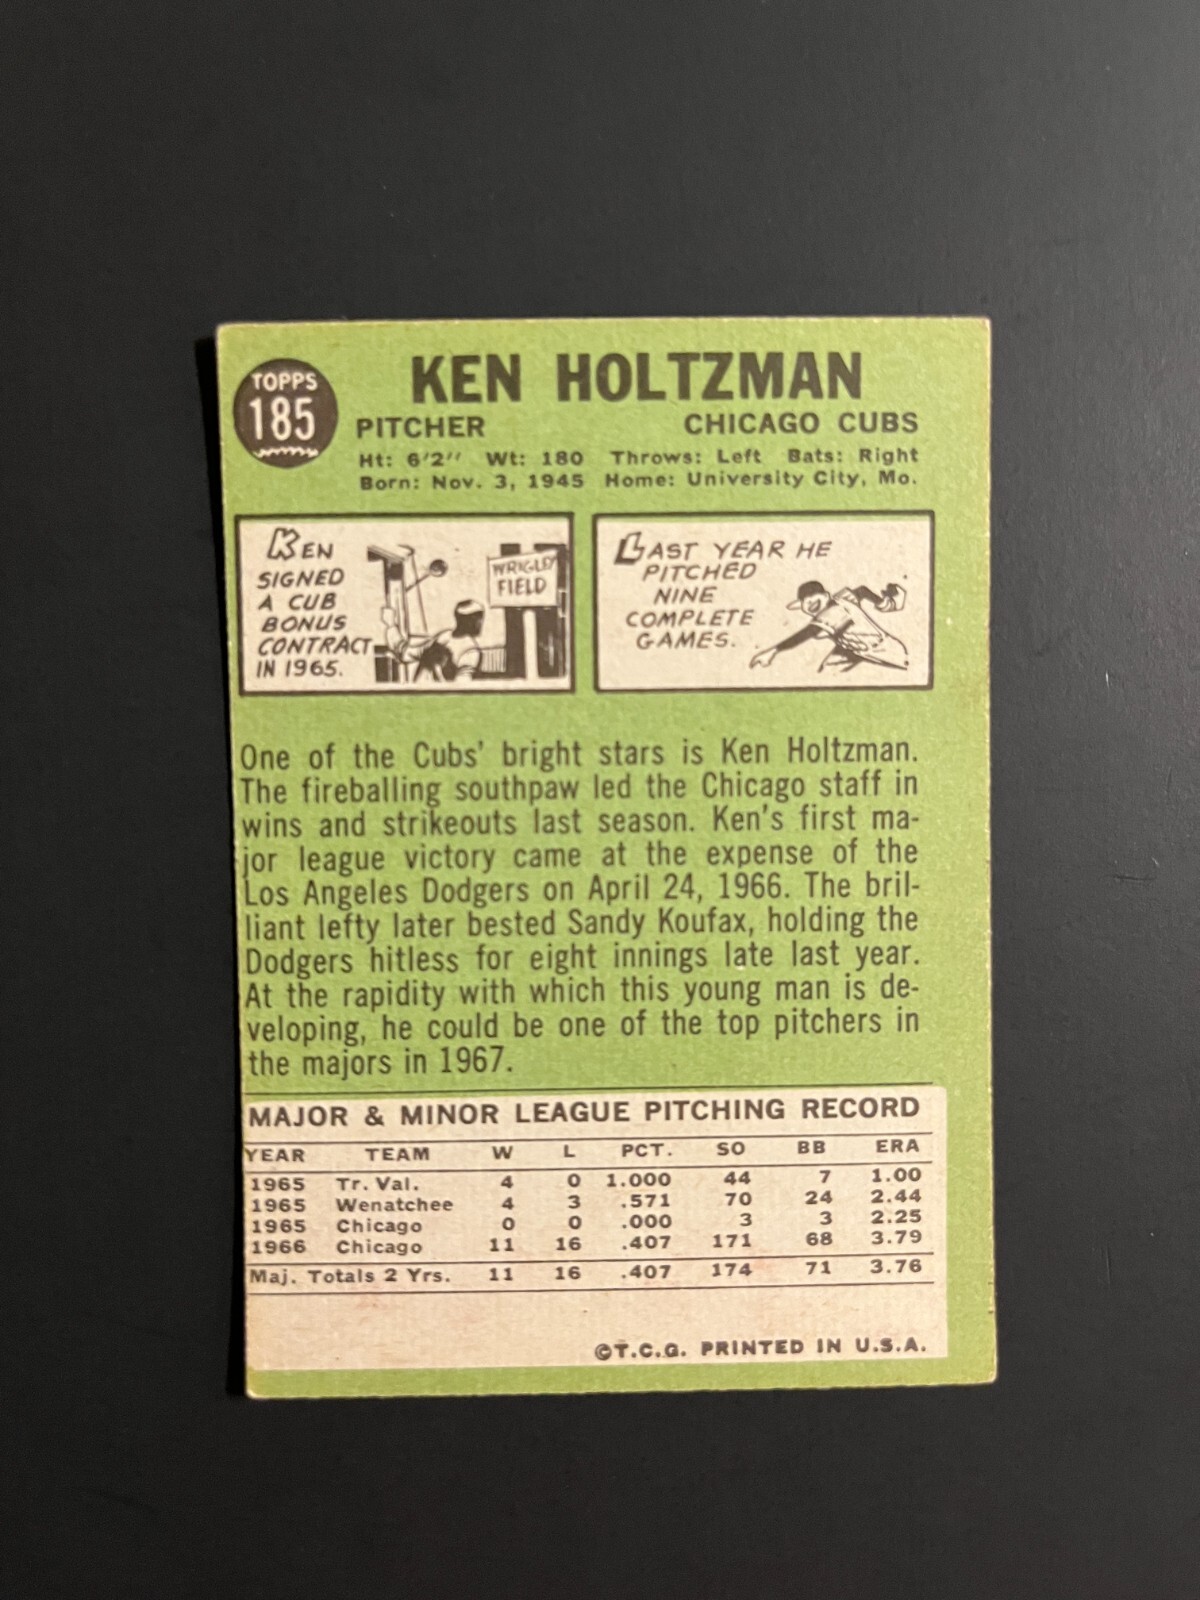 TOPPS
185
KEN HOLTZMAN
PITCHER CHICAGO CUBS
Ht: 6'2" Wt: 180 Throws: Left Bats: Right
Born: Nov. 3, 1945 Home: University City, Mo.
KEN
SIGNED
A CUB
BONUS
CONTRACT
IN 1965.
WRIGLEY
FIELD
LAST YEAR HE
PITCHED
NINE
COMPLETE
GAMES.
One of the Cubs' bright stars is Ken Holtzman.
The fireballing southpaw led the Chicago staff in
wins and strikeouts last season. Ken's first ma-
jor league victory came at the expense of the
Los Angeles Dodgers on April 24, 1966. The bril-
liant lefty later bested Sandy Koufax, holding the
Dodgers hitless for eight innings late last year.
At the rapidity with which this young man is de-
veloping, he could be one of the top pitchers in
the majors in 1967.
MAJOR & MINOR LEAGUE PITCHING RECORD
YEAR TEAM W L PCT. SO BB ERA
1965 Tr. Val. 4 0 1.000 44 7 1.00
1965 Wenatchee 4 3 .571 70 24 2.44
1965 Chicago 0 0 .000 3 3 2.25
1966 Chicago 11 16 .407 171 68 3.79
Maj. Totals 2 Yrs. 11 16 .407 174 71 3.76
©T.C.G. PRINTED IN U.S.A.